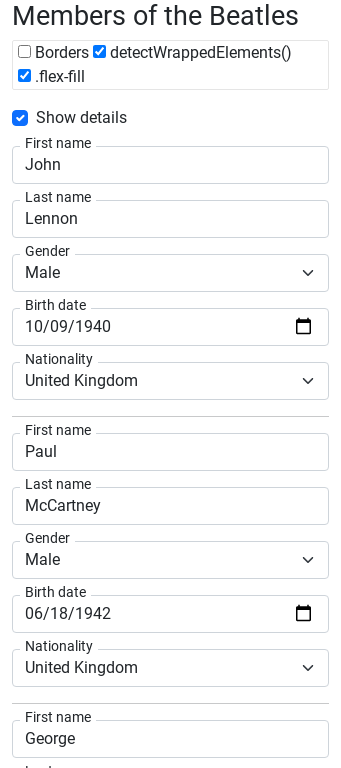 Members of the Beatles
Borders detectWrappedElements()
.flex-fill
Show details
First name
John
Last name
Lennon
Gender
Male
Birth date
10/09/1940
Nationality
United Kingdom
First name
Paul
Last name
McCartney
Gender
Male
Birth date
06/18/1942
Nationality
United Kingdom
First name
George